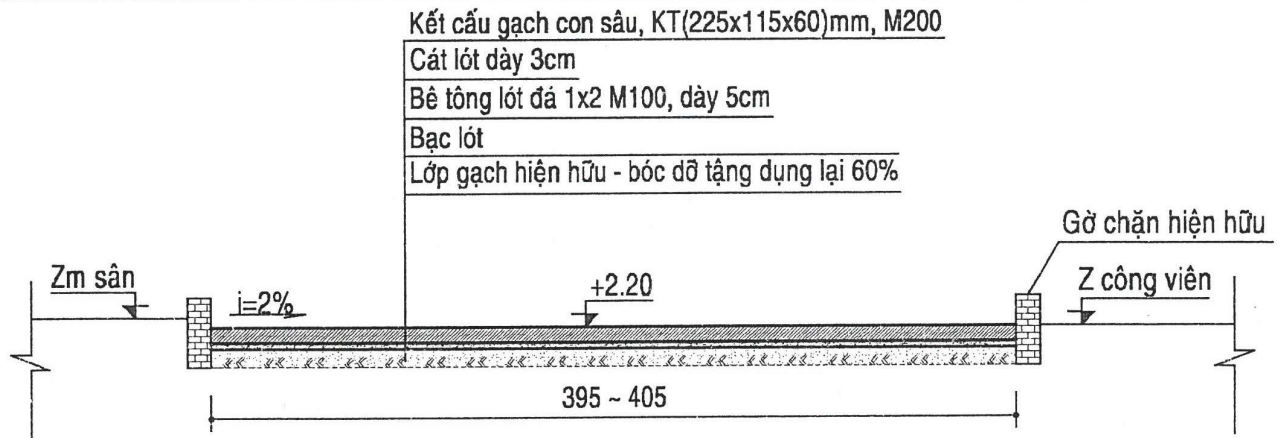 Kết cấu gạch con sâu, KT(225x115x60)mm, M200
Cát lót dày 3cm
Bê tông lót đá 1x2 M100, dày 5cm
Bạc lót
Lớp gạch hiện hữu - bóc dỡ tặng dụng lại 60%
Gờ chặn hiện hữu
Zm sân
i=2%
+2.20
Z công viên
395 ~ 405